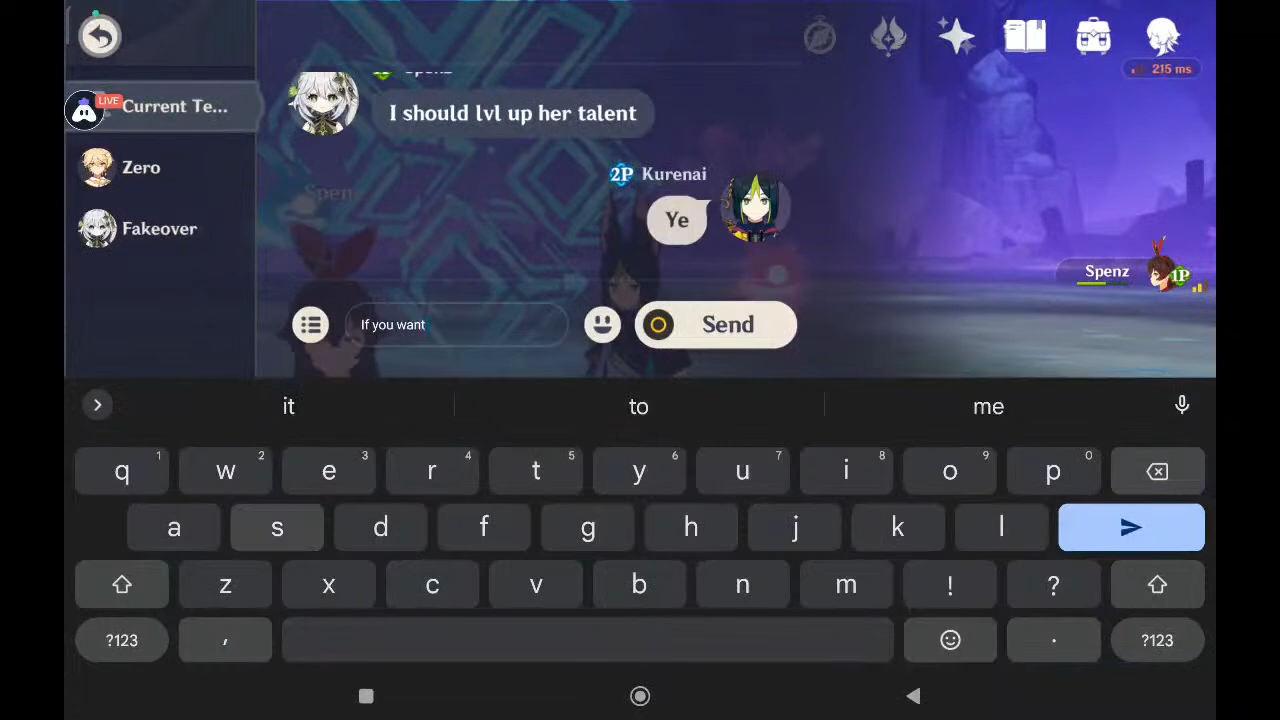 LIVE
Current Te...
Zero
Fakeover
Spenz
I should lvl up her talent
2P Kurenai
Ye
If you want
Send
215 ms
Spenz
1P
it to me
q 1 w 2 e 3 r 4 t 5 y 6 u 7 i 8 o 9 p 0
a s d f g h j k l
z x c v b n m ! ?
?123 , . ?123